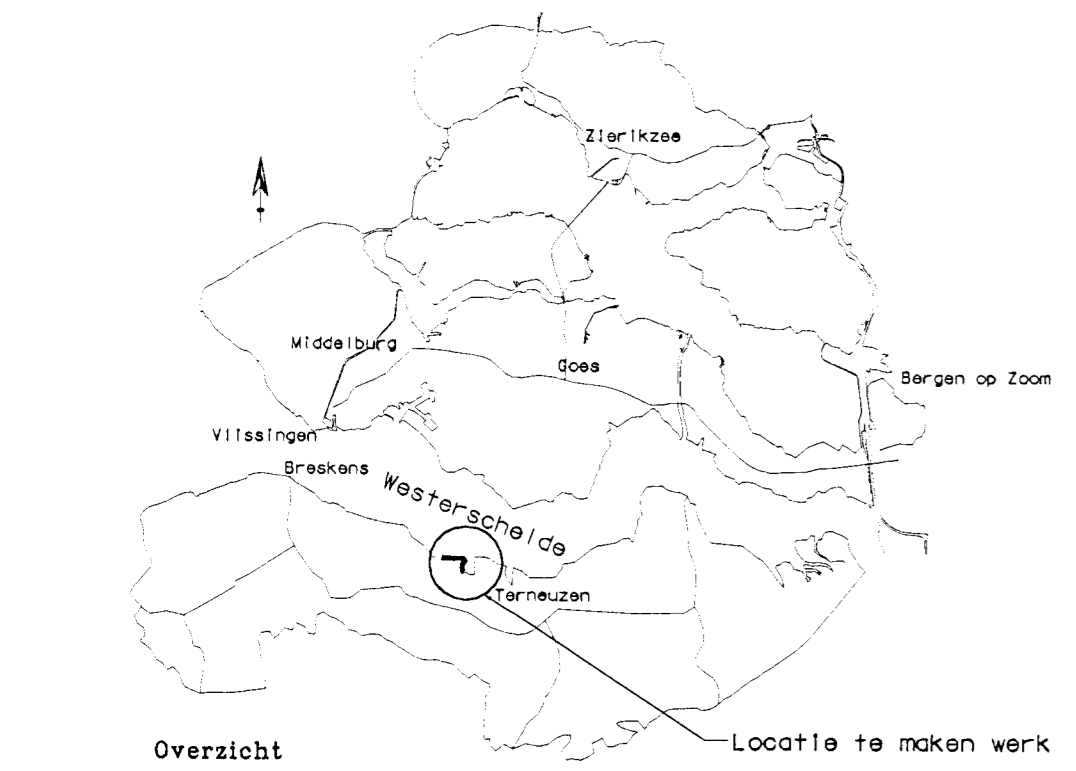 Zierikzee
Middelburg
Goes
Bergen op Zoom
Vlissingen
Breskens
Westerschelde
Terneuzen
Locatie te maken werk
Overzicht